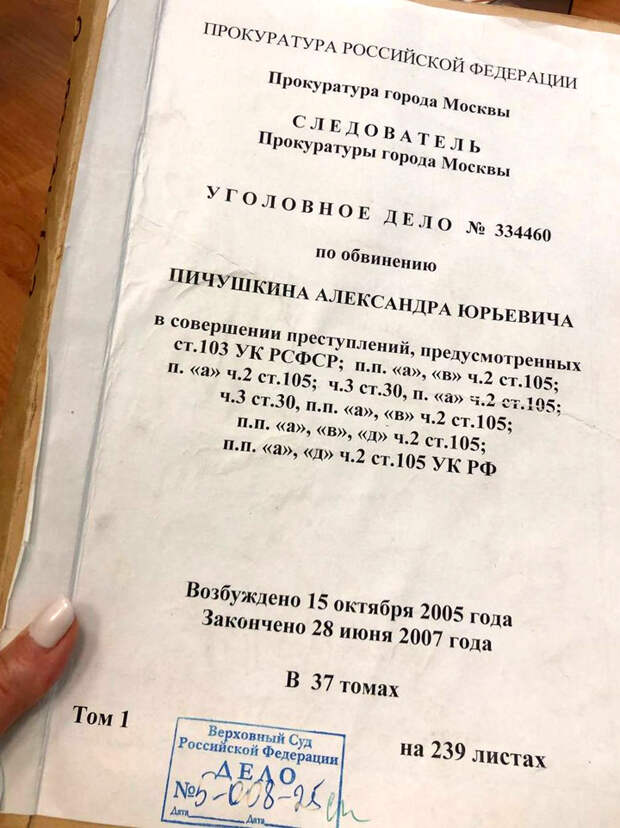 ПРОКУРАТУРА РОССИЙСКОЙ ФЕДЕРАЦИИ
Прокуратура города Москвы
СЛЕДОВАТЕЛЬ
Прокуратуры города Москвы
УГОЛОВНОЕ ДЕЛО № 334460
по обвинению
ПИЧУШКИНА АЛЕКСАНДРА ЮРЬЕВИЧА
в совершении преступлений, предусмотренных
ст.103 УК РСФСР; п.п. «а», «в» ч.2 ст.105;
п. «а» ч.2 ст.105; ч.3 ст.30, п. «а» ч.2 ст.105;
ч.3 ст.30, п.п. «а», «в» ч.2 ст.105;
п.п. «а», «в», «д» ч.2 ст.105;
п.п. «а», «д» ч.2 ст.105 УК РФ
Возбуждено 15 октября 2005 года
Закончено 28 июня 2007 года
В 37 томах
Том 1
на 239 листах
Верховный Суд
Российской Федерации
ДЕЛО
№
Дата Дата